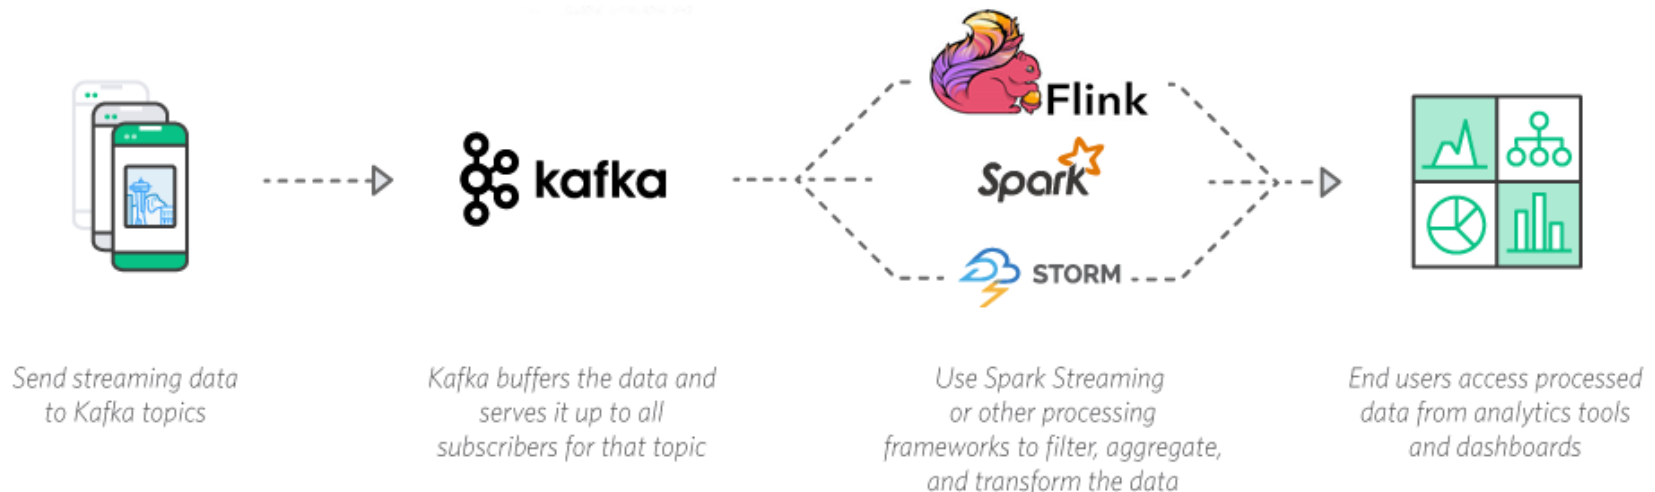 Flink
kafka
Spark
STORM
Send streaming data
to Kafka topics
Kafka buffers the data and
serves it up to all
subscribers for that topic
Use Spark Streaming
or other processing
frameworks to filter, aggregate,
and transform the data
End users access processed
data from analytics tools
and dashboards